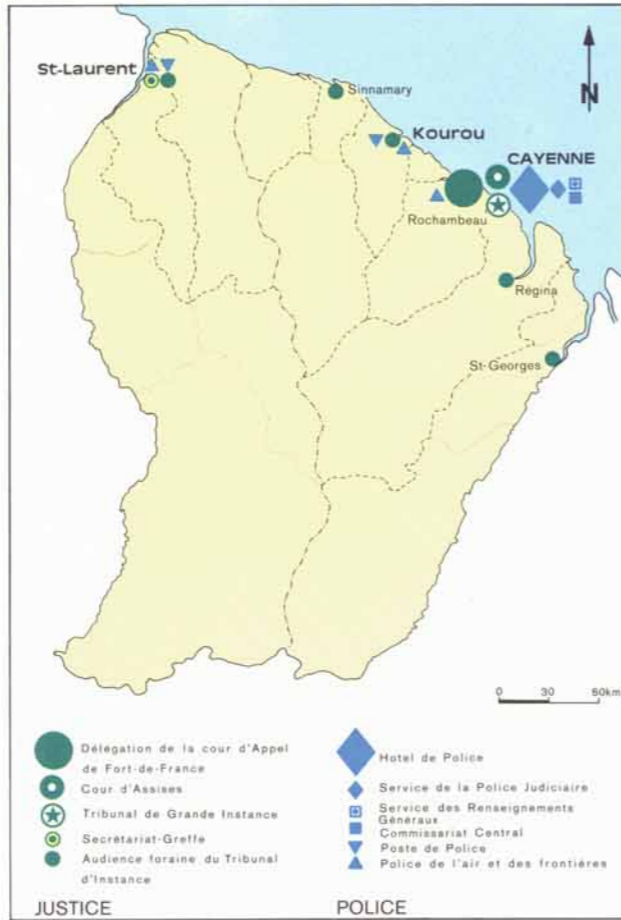 St-Laurent
Sinnamary
N
Kourou
CAYENNE
Rochambeau
Régina
St-Georges
0 30 60km
Délégation de la cour d'Appel
de Fort-de-France
Cour d'Assises
Tribunal de Grande Instance
Secrétariat-Greffe
Audience foraine du Tribunal
d'Instance
JUSTICE
Hotel de Police
Service de la Police Judiciaire
Service des Renseignements
Généraux
Commissariat Central
Poste de Police
Police de l'air et des frontiéres
POLICE